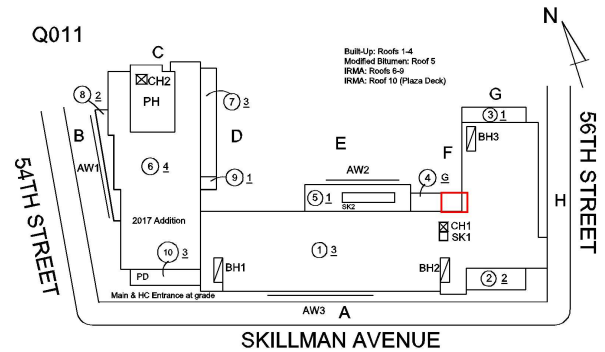 Q011
N
Built-Up: Roofs 1-4
Modified Bitumen: Roof 5
IRMA: Roofs 6-9
IRMA: Roof 10 (Plaza Deck)
C
CH2
PH
8 2
7 3
B
D
AW1
6 4
9 1
E
AW2
5 1
SK2
4 G
F
G
3 1
BH3
H
54TH STREET
56TH STREET
2017 Addition
1 3
CH1
SK1
10 3
PD
BH1
BH2
2 2
Main & HC Entrance at grade
AW3
A
SKILLMAN AVENUE